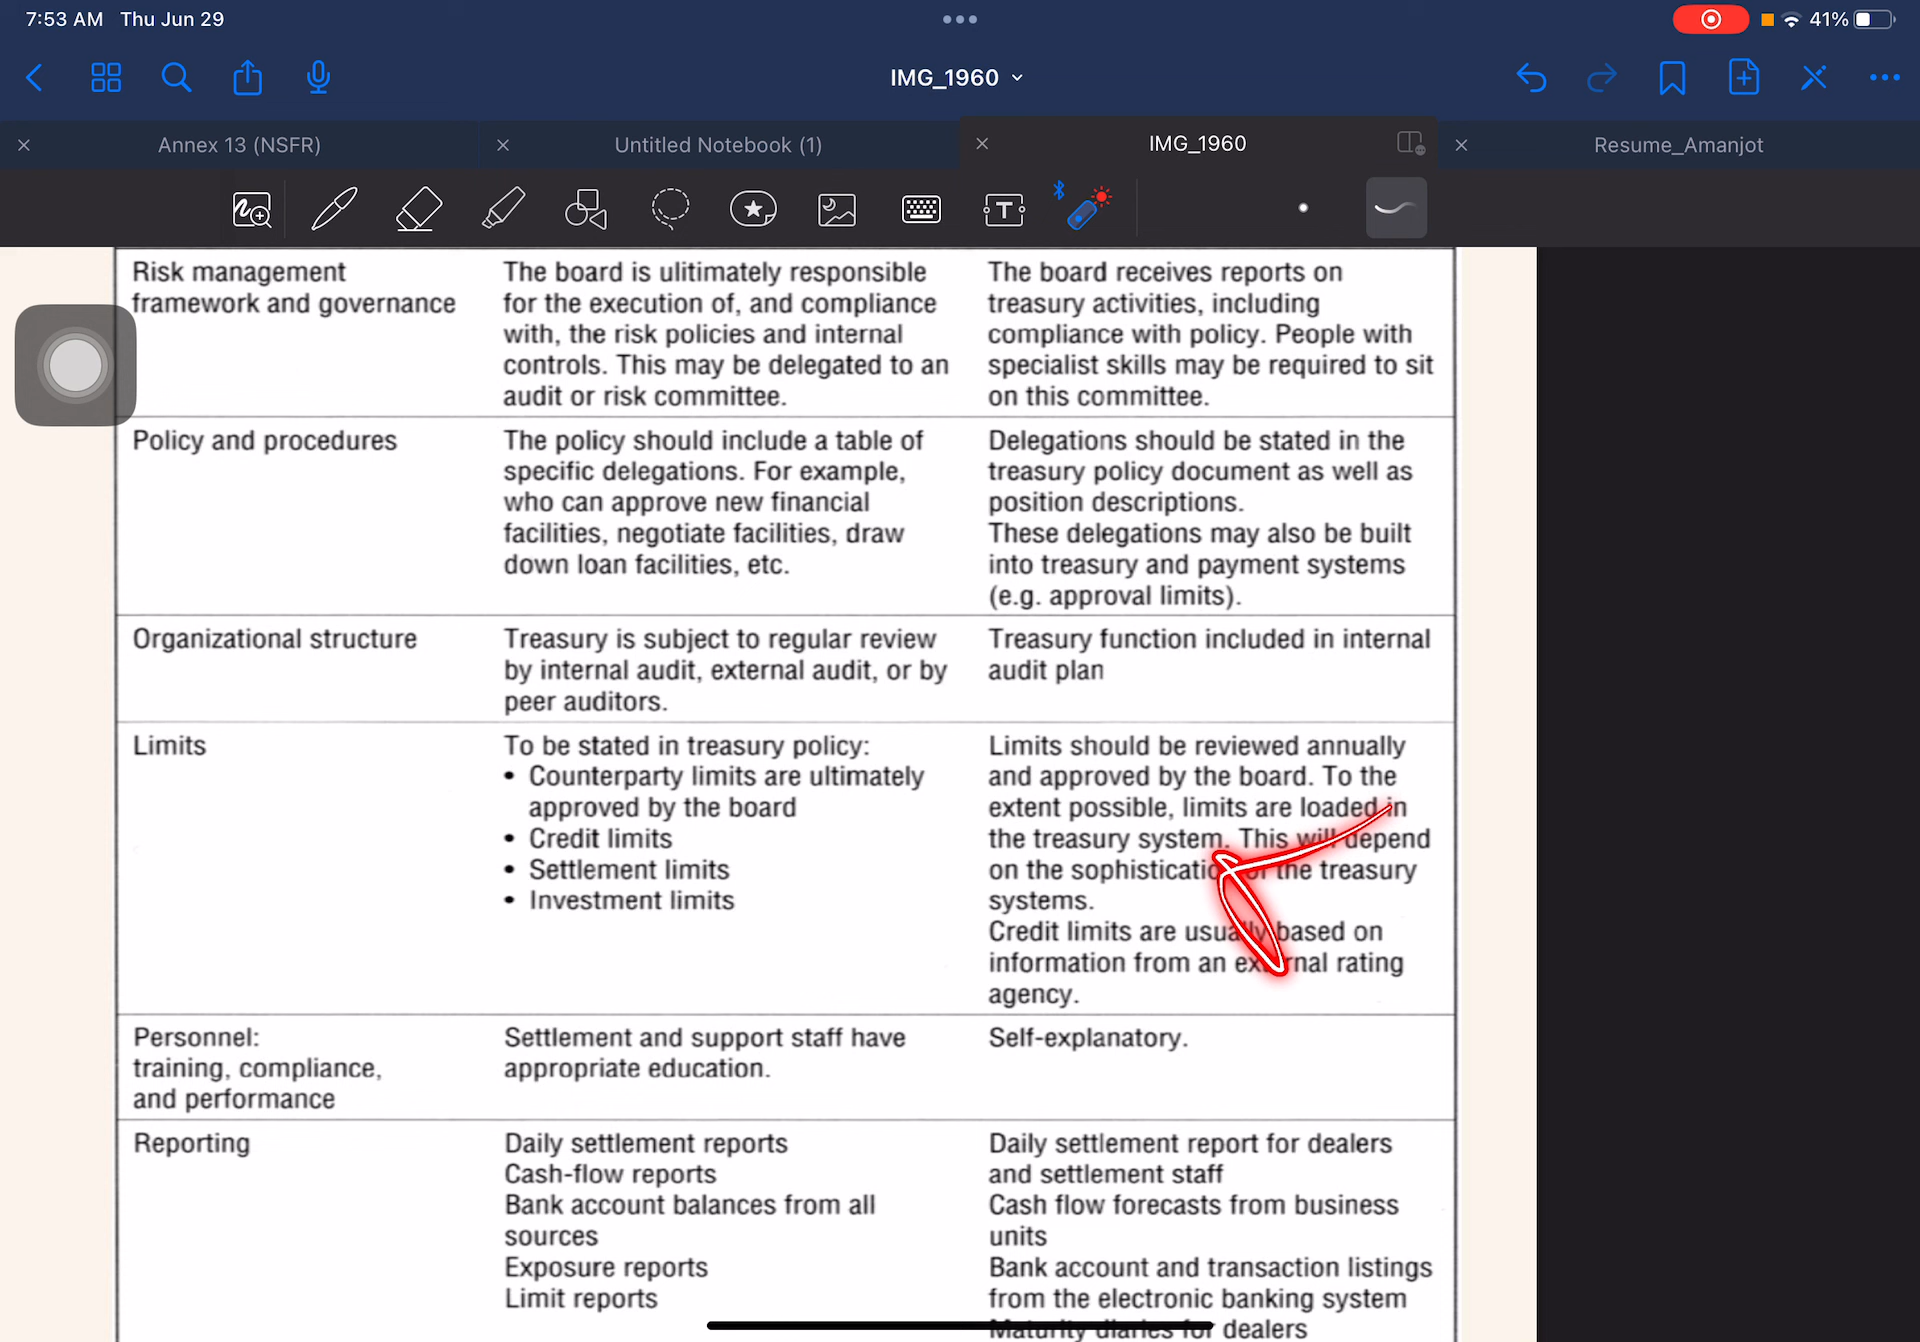 7:53 AM Thu Jun 29
41%
IMG_1960
Annex 13 (NSFR)
Untitled Notebook (1)
IMG_1960
Resume_Amanjot
Risk management
framework and governance
The board is ulitimately responsible
for the execution of, and compliance
with, the risk policies and internal
controls. This may be delegated to an
audit or risk committee.
The board receives reports on
treasury activities, including
compliance with policy. People with
specialist skills may be required to sit
on this committee.
Policy and procedures
The policy should include a table of
specific delegations. For example,
who can approve new financial
facilities, negotiate facilities, draw
down loan facilities, etc.
Delegations should be stated in the
treasury policy document as well as
position descriptions.
These delegations may also be built
into treasury and payment systems
(e.g. approval limits).
Organizational structure
Treasury is subject to regular review
by internal audit, external audit, or by
peer auditors.
Treasury function included in internal
audit plan
Limits
To be stated in treasury policy:
• Counterparty limits are ultimately
approved by the board
• Credit limits
• Settlement limits
• Investment limits
Limits should be reviewed annually
and approved by the board. To the
extent possible, limits are loaded in
the treasury system. This will depend
on the sophistication of the treasury
systems.
Credit limits are usually based on
information from an external rating
agency.
Personnel:
training, compliance,
and performance
Settlement and support staff have
appropriate education.
Self-explanatory.
Reporting
Daily settlement reports
Cash-flow reports
Bank account balances from all
sources
Exposure reports
Limit reports
Daily settlement report for dealers
and settlement staff
Cash flow forecasts from business
units
Bank account and transaction listings
from the electronic banking system
Maturity diaries for dealers